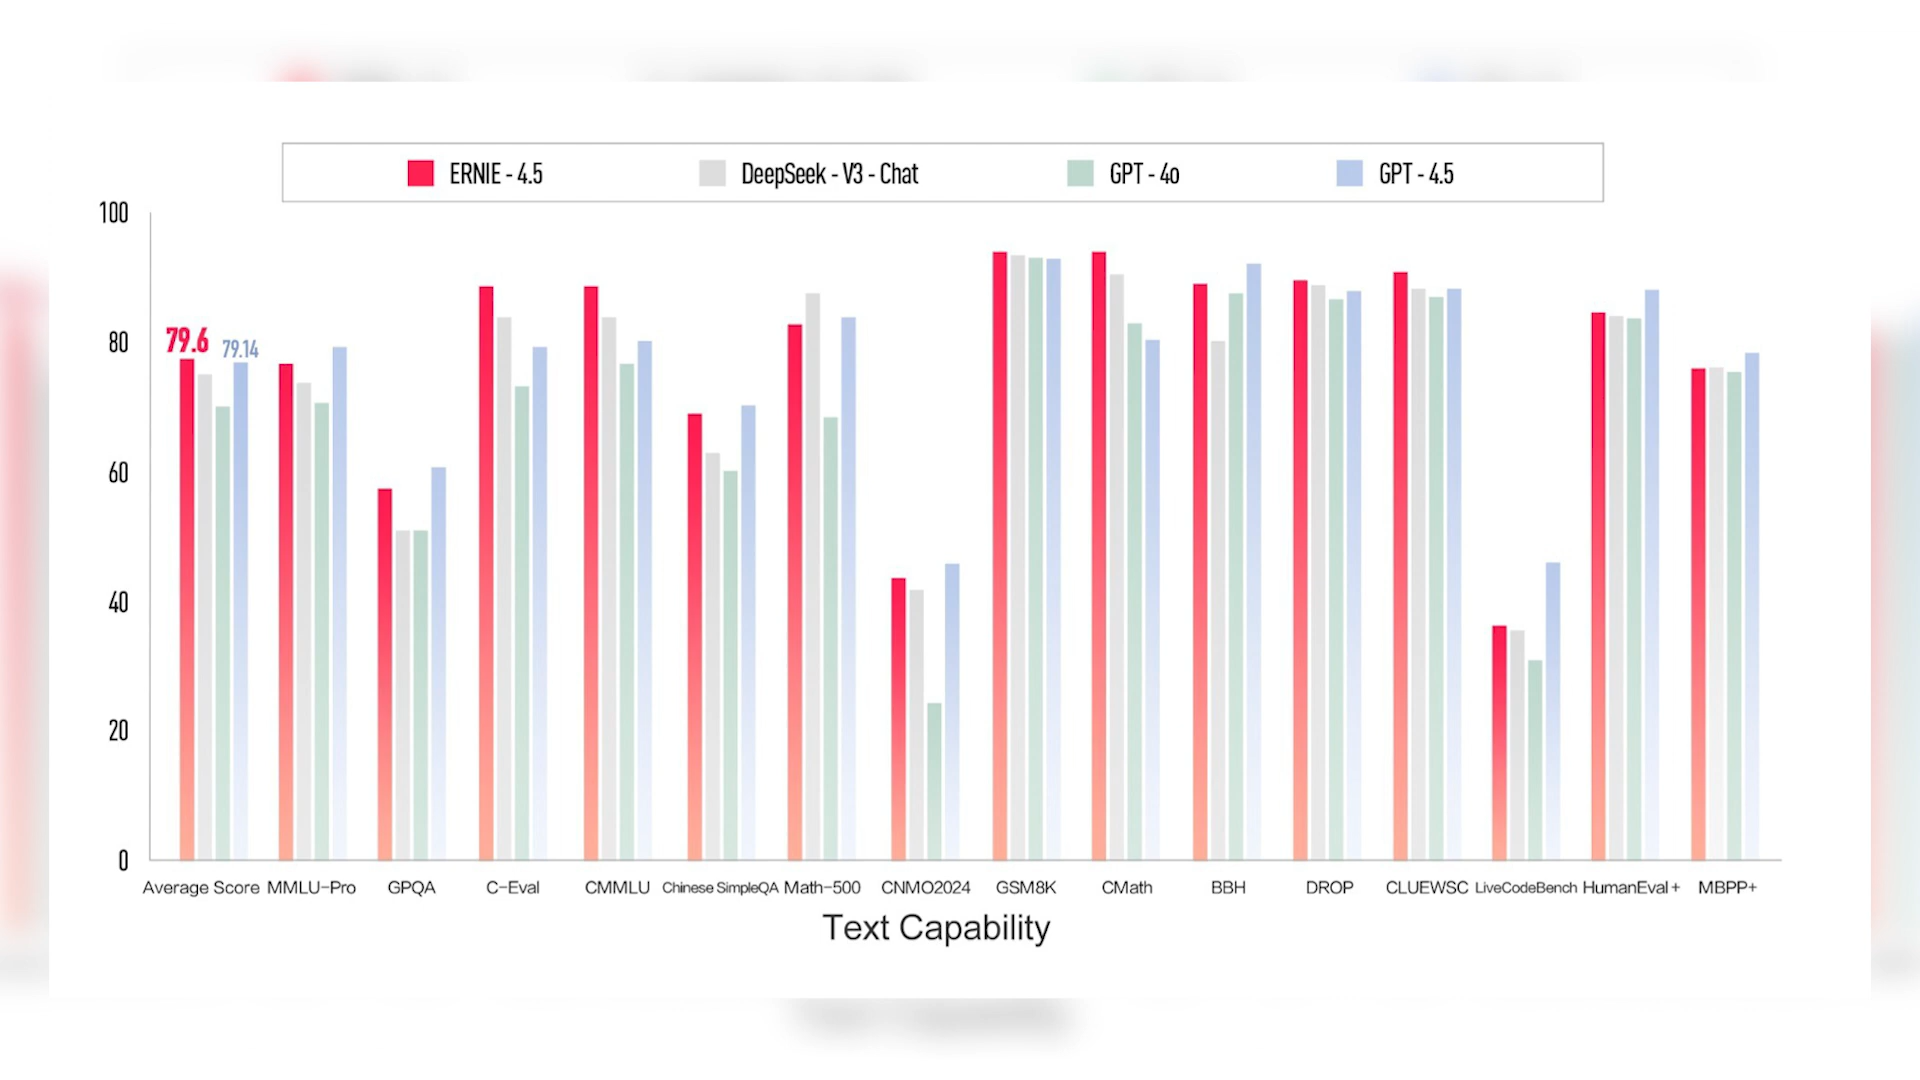 ERNIE - 4.5 DeepSeek - V3 - Chat GPT - 4o GPT - 4.5
100
80
60
40
20
0
79.6 79.14
Average Score MMLU-Pro GPQA C-Eval CMMLU Chinese SimpleQA Math-500 CNMO2024 GSM8K CMath BBH DROP CLUEWSC LiveCodeBench HumanEval+ MBPP+
Text Capability